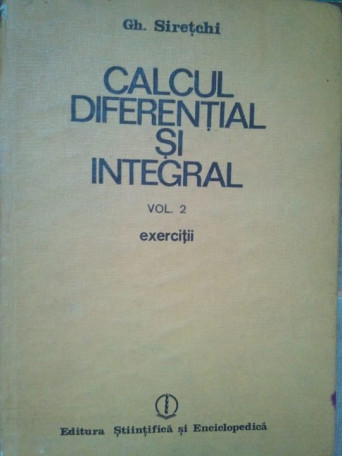 Gh. Sirețchi
CALCUL
DIFERENȚIAL
ȘI
INTEGRAL
VOL. 2
exerciții
Editura Științifică și Enciclopedică